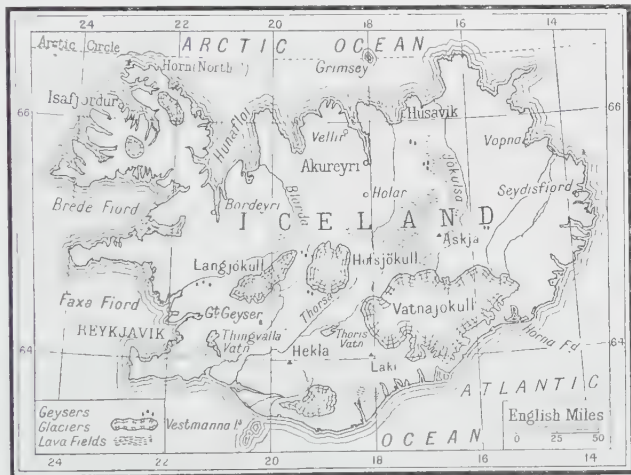 24 22 20 18 16 14
Arctic Circle
ARCTIC OCEAN
Horn (North
Grimsey
66
Isafjordur
Hunafloi
Vellir
Husavik
66
Akureyri
Vopna
Jökulsa
Seydisfiord
Brede Fiord
Bordeyri
Blanda
Holar
ICELAND
Askja
Langjökull
Hofsjökull
Faxa Fiord
Gt Geyser
Thorsa
Vatnajokull
REYKJAVIK
Thingvalla
Vatn
Thoris
Vatn
Horna Fd
64
Hekla
Laki
64
ATLANTIC
OCEAN
Geysers
Glaciers
Lava Fields
Vestmanna Is
English Miles
0 25 50
24 22 20 18 16 14